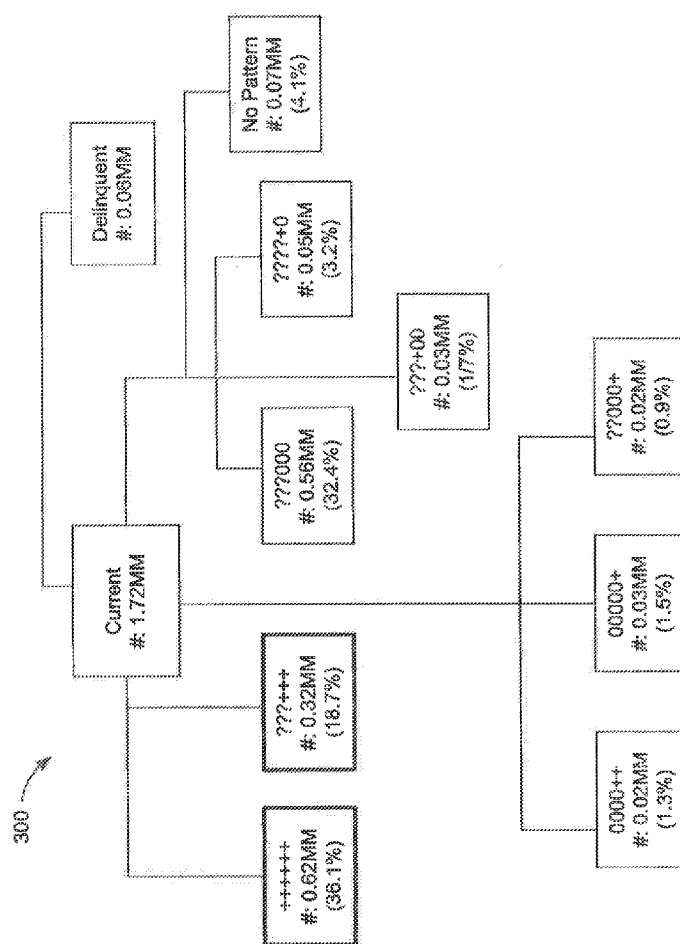 300
Delinquent
#: 0.06MM
Current
#: 1.72MM
++++++
#: 0.62MM
(36.1%)
???+++
#: 0.32MM
(18.7%)
???000
#: 0.56MM
(32.4%)
????+0
#: 0.05MM
(3.2%)
No Pattern
#: 0.07MM
(4.1%)
???+00
#: 0.03MM
(1/7%)
0000++
#: 0.02MM
(1.3%)
00000+
#: 0.03MM
(1.5%)
??000+
#: 0.02MM
(0.9%)